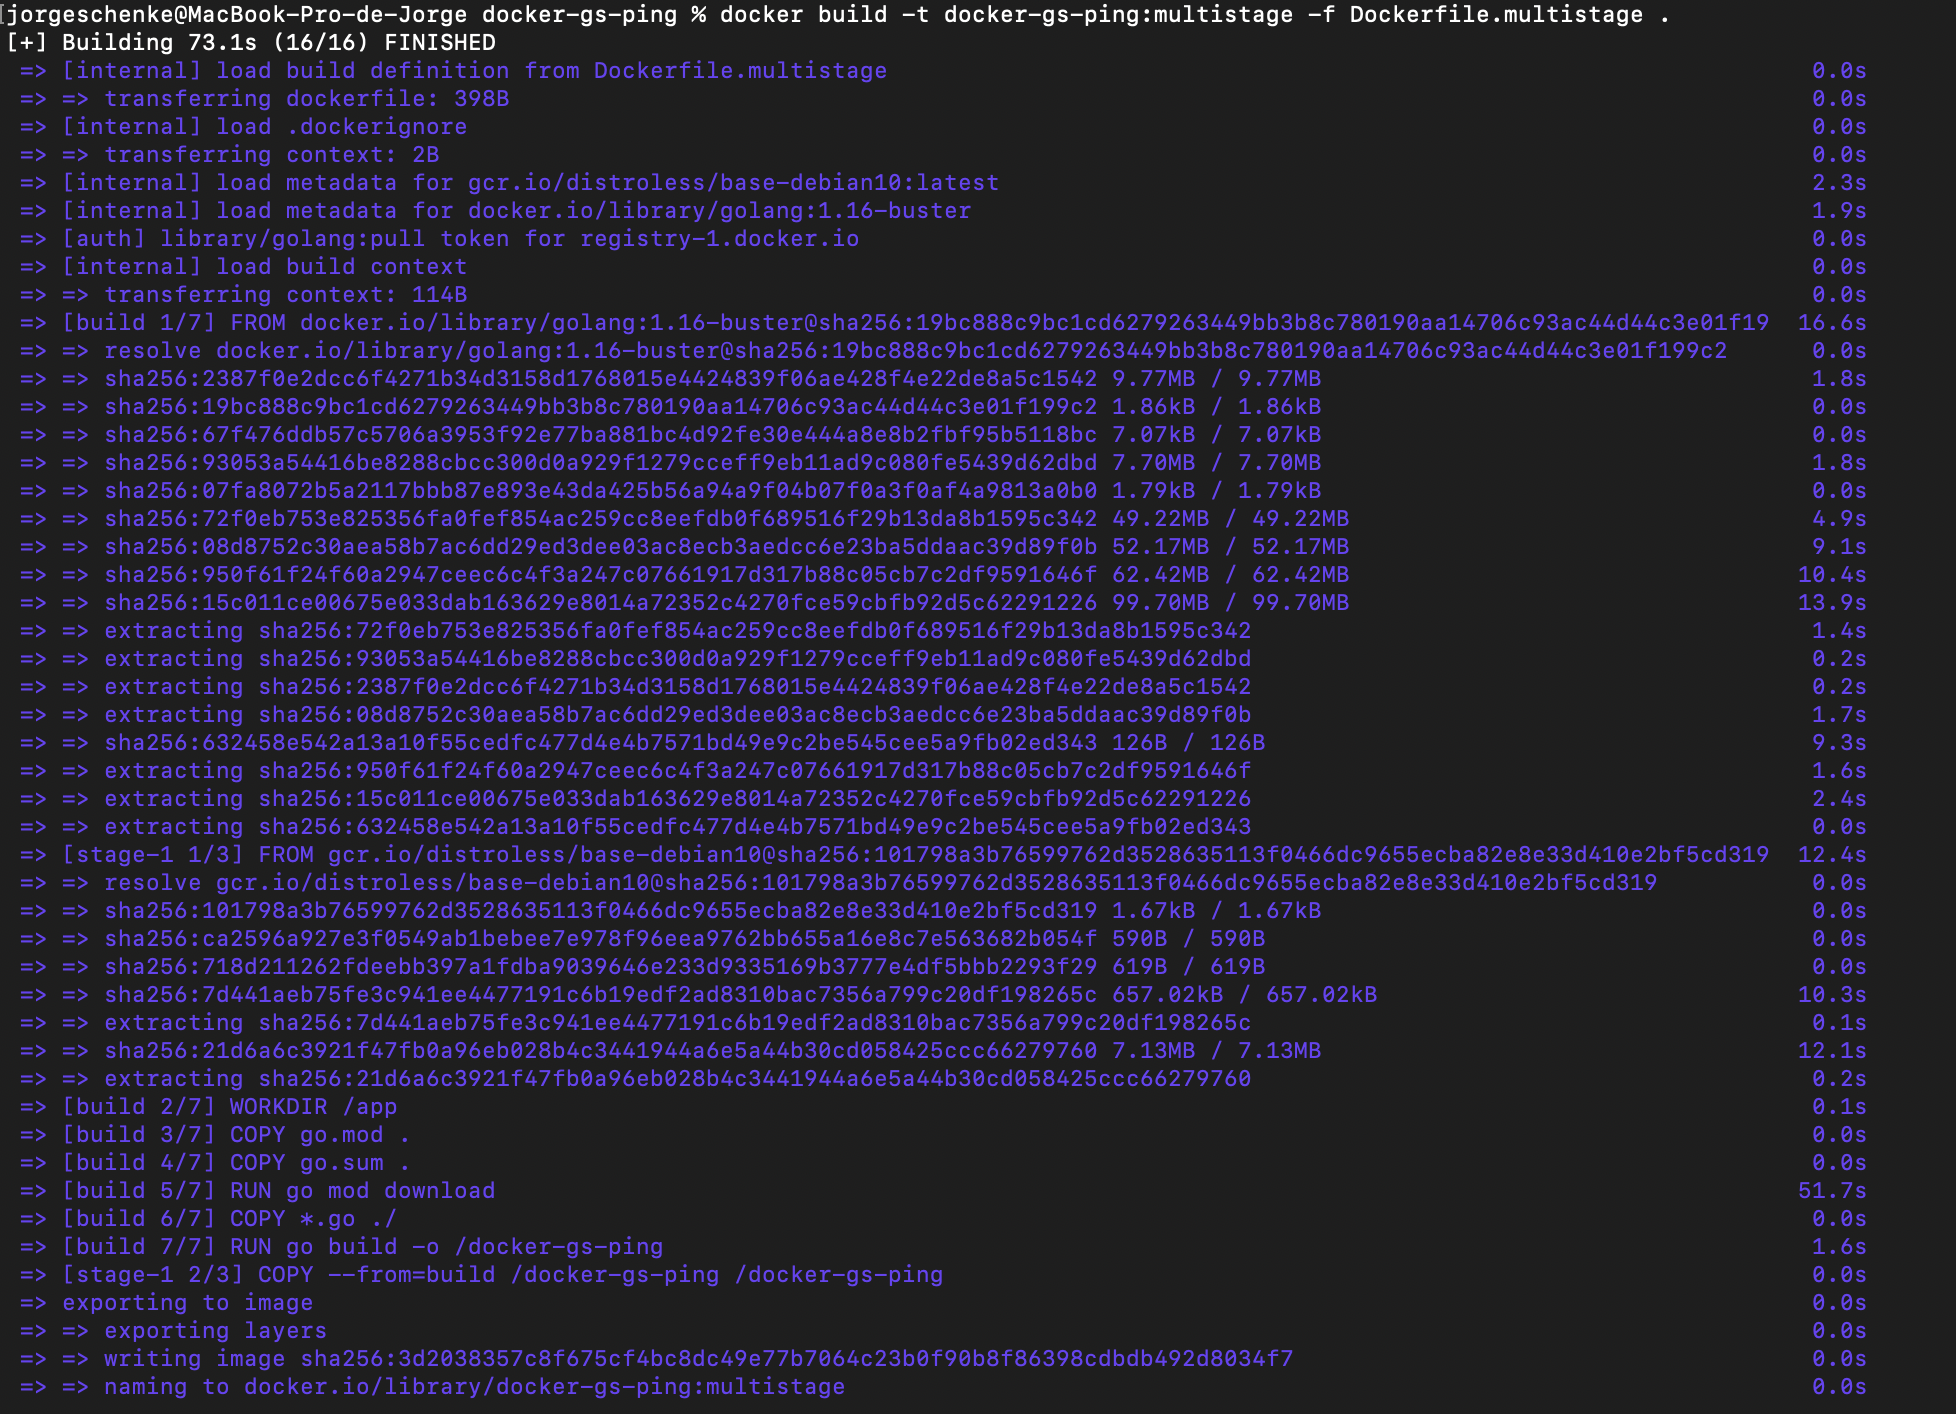 jorgeschenke@MacBook-Pro-de-Jorge docker-gs-ping % docker build -t docker-gs-ping:multistage -f Dockerfile.multistage .
[+] Building 73.1s (16/16) FINISHED
=> [internal] load build definition from Dockerfile.multistage 0.0s
=> => transferring dockerfile: 398B 0.0s
=> [internal] load .dockerignore 0.0s
=> => transferring context: 2B 0.0s
=> [internal] load metadata for gcr.io/distroless/base-debian10:latest 2.3s
=> [internal] load metadata for docker.io/library/golang:1.16-buster 1.9s
=> [auth] library/golang:pull token for registry-1.docker.io 0.0s
=> [internal] load build context 0.0s
=> => transferring context: 114B 0.0s
=> [build 1/7] FROM docker.io/library/golang:1.16-buster@sha256:19bc888c9bc1cd6279263449bb3b8c780190aa14706c93ac44d44c3e01f19 16.6s
=> => resolve docker.io/library/golang:1.16-buster@sha256:19bc888c9bc1cd6279263449bb3b8c780190aa14706c93ac44d44c3e01f199c2 0.0s
=> => sha256:2387f0e2dcc6f4271b34d3158d1768015e4424839f06ae428f4e22de8a5c1542 9.77MB / 9.77MB 1.8s
=> => sha256:19bc888c9bc1cd6279263449bb3b8c780190aa14706c93ac44d44c3e01f199c2 1.86kB / 1.86kB 0.0s
=> => sha256:67f476ddb57c5706a3953f92e77ba881bc4d92fe30e444a8e8b2fbf95b5118bc 7.07kB / 7.07kB 0.0s
=> => sha256:93053a54416be8288cbcc300d0a929f1279cceff9eb11ad9c080fe5439d62dbd 7.70MB / 7.70MB 1.8s
=> => sha256:07fa8072b5a2117bbb87e893e43da425b56a94a9f04b07f0a3f0af4a9813a0b0 1.79kB / 1.79kB 0.0s
=> => sha256:72f0eb753e825356fa0fef854ac259cc8eefdb0f689516f29b13da8b1595c342 49.22MB / 49.22MB 4.9s
=> => sha256:08d8752c30aea58b7ac6dd29ed3dee03ac8ecb3aedcc6e23ba5ddaac39d89f0b 52.17MB / 52.17MB 9.1s
=> => sha256:950f61f24f60a2947ceec6c4f3a247c07661917d317b88c05cb7c2df9591646f 62.42MB / 62.42MB 10.4s
=> => sha256:15c011ce00675e033dab163629e8014a72352c4270fce59cbfb92d5c62291226 99.70MB / 99.70MB 13.9s
=> => extracting sha256:72f0eb753e825356fa0fef854ac259cc8eefdb0f689516f29b13da8b1595c342 1.4s
=> => extracting sha256:93053a54416be8288cbcc300d0a929f1279cceff9eb11ad9c080fe5439d62dbd 0.2s
=> => extracting sha256:2387f0e2dcc6f4271b34d3158d1768015e4424839f06ae428f4e22de8a5c1542 0.2s
=> => extracting sha256:08d8752c30aea58b7ac6dd29ed3dee03ac8ecb3aedcc6e23ba5ddaac39d89f0b 1.7s
=> => sha256:632458e542a13a10f55cedfc477d4e4b7571bd49e9c2be545cee5a9fb02ed343 126B / 126B 9.3s
=> => extracting sha256:950f61f24f60a2947ceec6c4f3a247c07661917d317b88c05cb7c2df9591646f 1.6s
=> => extracting sha256:15c011ce00675e033dab163629e8014a72352c4270fce59cbfb92d5c62291226 2.4s
=> => extracting sha256:632458e542a13a10f55cedfc477d4e4b7571bd49e9c2be545cee5a9fb02ed343 0.0s
=> [stage-1 1/3] FROM gcr.io/distroless/base-debian10@sha256:101798a3b76599762d3528635113f0466dc9655ecba82e8e33d410e2bf5cd319 12.4s
=> => resolve gcr.io/distroless/base-debian10@sha256:101798a3b76599762d3528635113f0466dc9655ecba82e8e33d410e2bf5cd319 0.0s
=> => sha256:101798a3b76599762d3528635113f0466dc9655ecba82e8e33d410e2bf5cd319 1.67kB / 1.67kB 0.0s
=> => sha256:ca2596a927e3f0549ab1bebee7e978f96eea9762bb655a16e8c7e563682b054f 590B / 590B 0.0s
=> => sha256:718d211262fdeebb397a1fdba9039646e233d9335169b3777e4df5bbb2293f29 619B / 619B 0.0s
=> => sha256:7d441aeb75fe3c941ee4477191c6b19edf2ad8310bac7356a799c20df198265c 657.02kB / 657.02kB 10.3s
=> => extracting sha256:7d441aeb75fe3c941ee4477191c6b19edf2ad8310bac7356a799c20df198265c 0.1s
=> => sha256:21d6a6c3921f47fb0a96eb028b4c3441944a6e5a44b30cd058425ccc66279760 7.13MB / 7.13MB 12.1s
=> => extracting sha256:21d6a6c3921f47fb0a96eb028b4c3441944a6e5a44b30cd058425ccc66279760 0.2s
=> [build 2/7] WORKDIR /app 0.1s
=> [build 3/7] COPY go.mod . 0.0s
=> [build 4/7] COPY go.sum . 0.0s
=> [build 5/7] RUN go mod download 51.7s
=> [build 6/7] COPY *.go ./ 0.0s
=> [build 7/7] RUN go build -o /docker-gs-ping 1.6s
=> [stage-1 2/3] COPY --from=build /docker-gs-ping /docker-gs-ping 0.0s
=> exporting to image 0.0s
=> => exporting layers 0.0s
=> => writing image sha256:3d2038357c8f675cf4bc8dc49e77b7064c23b0f90b8f86398cdbdb492d8034f7 0.0s
=> => naming to docker.io/library/docker-gs-ping:multistage 0.0s